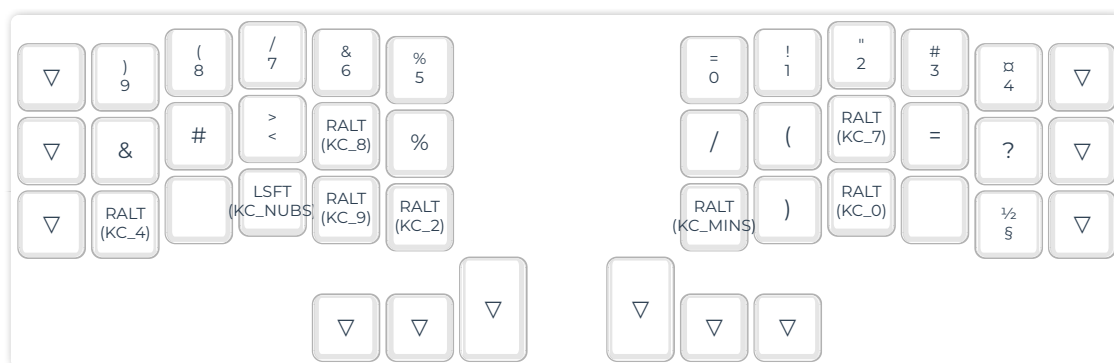 ▽ ) ( / & % = ! " # ¤ ▽
9 8 7 6 5 0 1 2 3 4
▽ & # > RALT % / ( RALT = ? ▽
< (KC_8) (KC_7)
▽ RALT LSFT RALT RALT RALT ) RALT ½ ▽
(KC_4) (KC_NUBS) (KC_9) (KC_2) (KC_MINS) (KC_0) §
▽ ▽ ▽ ▽ ▽ ▽